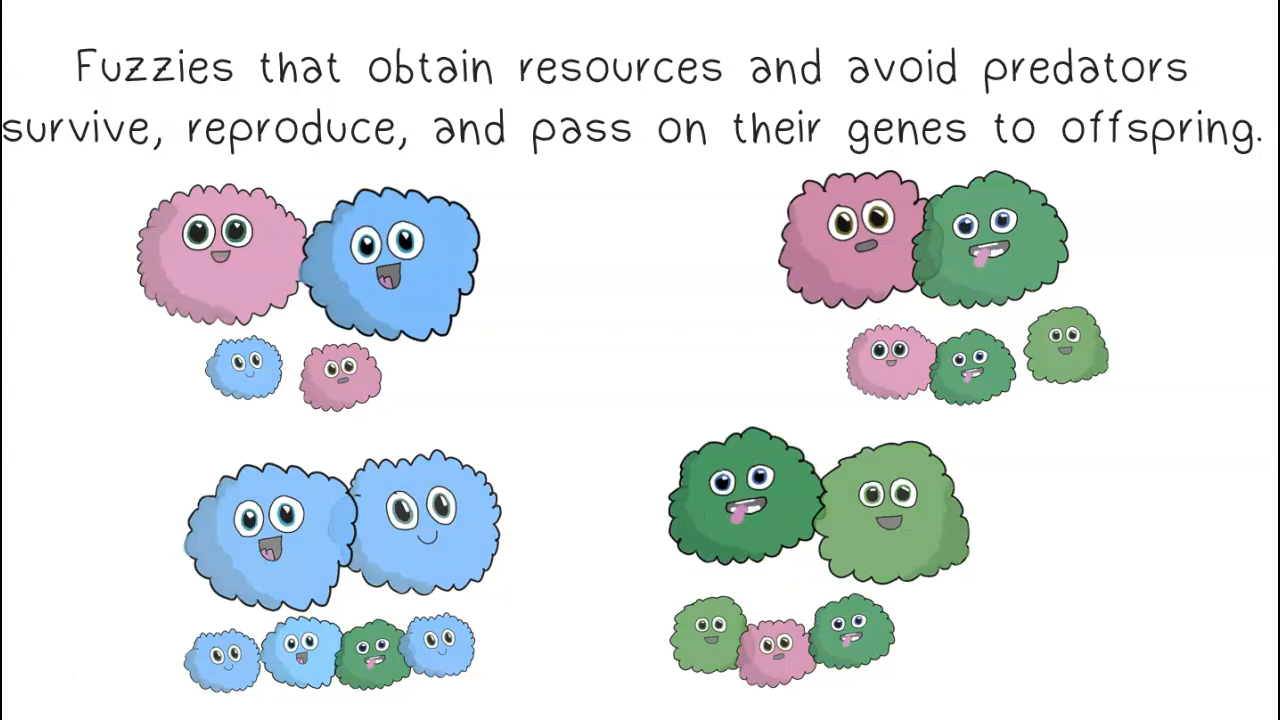 Fuzzies that obtain resources and avoid predators
survive, reproduce, and pass on their genes to offspring.